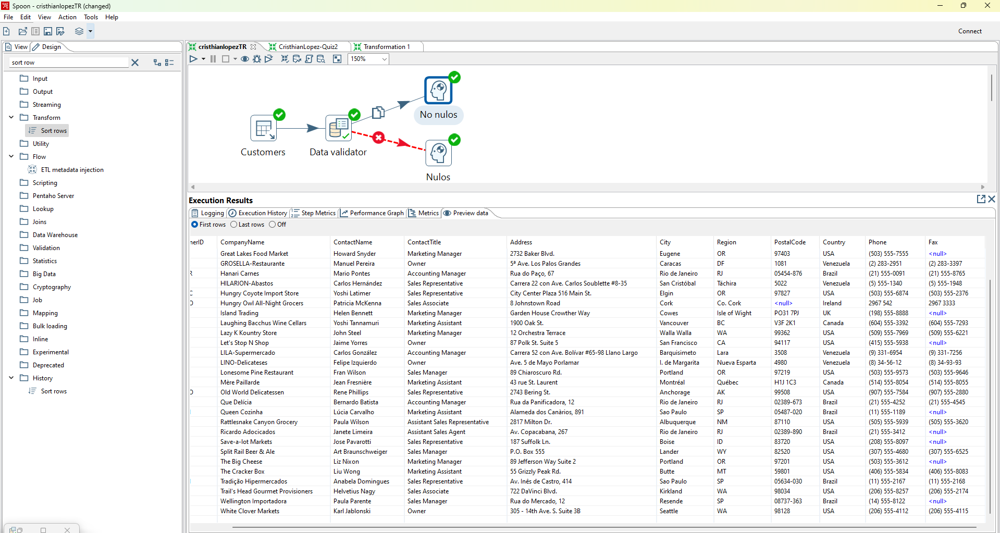 Spoon - cristhianlopezTR (changed)
File Edit View Action Tools Help
Connect
View Design
cristhianlopezTR CristhianLopez-Quiz2 Transformation 1
sort row
150%
Input
Output
Streaming
Transform
Sort rows
Utility
Flow
ETL metadata injection
Scripting
Pentaho Server
Lookup
Joins
Data Warehouse
Validation
Statistics
Big Data
Cryptography
Job
Mapping
Bulk loading
Inline
Experimental
Deprecated
History
Sort rows
No nulos
Customers
Data validator
Nulos
Execution Results
Logging Execution History Step Metrics Performance Graph Metrics Preview data
First rows Last rows Off
nerID CompanyName ContactName ContactTitle Address City Region PostalCode Country Phone Fax
Great Lakes Food Market Howard Snyder Marketing Manager 2732 Baker Blvd. Eugene OR 97403 USA (503) 555-7555 <null>
GROSELLA-Restaurante Manuel Pereira Owner 5ª Ave. Los Palos Grandes Caracas DF 1081 Venezuela (2) 283-2951 (2) 283-3397
R Hanari Carnes Mario Pontes Accounting Manager Rua do Paço, 67 Rio de Janeiro RJ 05454-876 Brazil (21) 555-0091 (21) 555-8765
HILARION-Abastos Carlos Hernández Sales Representative Carrera 22 con Ave. Carlos Soublette #8-35 San Cristóbal Táchira 5022 Venezuela (5) 555-1340 (5) 555-1948
C Hungry Coyote Import Store Yoshi Latimer Sales Representative City Center Plaza 516 Main St. Elgin OR 97827 USA (503) 555-6874 (503) 555-2376
O Hungry Owl All-Night Grocers Patricia McKenna Sales Associate 8 Johnstown Road Cork Co. Cork <null> Ireland 2967 542 2967 3333
Island Trading Helen Bennett Marketing Manager Garden House Crowther Way Cowes Isle of Wight PO31 7PJ UK (198) 555-8888 <null>
Laughing Bacchus Wine Cellars Yoshi Tannamuri Marketing Assistant 1900 Oak St. Vancouver BC V3F 2K1 Canada (604) 555-3392 (604) 555-7293
Lazy K Kountry Store John Steel Marketing Manager 12 Orchestra Terrace Walla Walla WA 99362 USA (509) 555-7969 (509) 555-6221
Let's Stop N Shop Jaime Yorres Owner 87 Polk St. Suite 5 San Francisco CA 94117 USA (415) 555-5938 <null>
LILA-Supermercado Carlos González Accounting Manager Carrera 52 con Ave. Bolívar #65-98 Llano Largo Barquisimeto Lara 3508 Venezuela (9) 331-6954 (9) 331-7256
LINO-Delicateses Felipe Izquierdo Owner Ave. 5 de Mayo Porlamar I. de Margarita Nueva Esparta 4980 Venezuela (8) 34-56-12 (8) 34-93-93
Lonesome Pine Restaurant Fran Wilson Sales Manager 89 Chiaroscuro Rd. Portland OR 97219 USA (503) 555-9573 (503) 555-9646
Mère Paillarde Jean Fresnière Marketing Assistant 43 rue St. Laurent Montréal Québec H1J 1C3 Canada (514) 555-8054 (514) 555-8055
O Old World Delicatessen Rene Phillips Sales Representative 2743 Bering St. Anchorage AK 99508 USA (907) 555-7584 (907) 555-2880
Que Delícia Bernardo Batista Accounting Manager Rua da Panificadora, 12 Rio de Janeiro RJ 02389-673 Brazil (21) 555-4252 (21) 555-4545
Queen Cozinha Lúcia Carvalho Marketing Assistant Alameda dos Canàrios, 891 Sao Paulo SP 05487-020 Brazil (11) 555-1189 <null>
Rattlesnake Canyon Grocery Paula Wilson Assistant Sales Representative 2817 Milton Dr. Albuquerque NM 87110 USA (505) 555-5939 (505) 555-3620
Ricardo Adocicados Janete Limeira Assistant Sales Agent Av. Copacabana, 267 Rio de Janeiro RJ 02389-890 Brazil (21) 555-3412 <null>
Save-a-lot Markets Jose Pavarotti Sales Representative 187 Suffolk Ln. Boise ID 83720 USA (208) 555-8097 <null>
Split Rail Beer & Ale Art Braunschweiger Sales Manager P.O. Box 555 Lander WY 82520 USA (307) 555-4680 (307) 555-6525
The Big Cheese Liz Nixon Marketing Manager 89 Jefferson Way Suite 2 Portland OR 97201 USA (503) 555-3612 <null>
The Cracker Box Liu Wong Marketing Assistant 55 Grizzly Peak Rd. Butte MT 59801 USA (406) 555-5834 (406) 555-8083
Tradição Hipermercados Anabela Domingues Sales Representative Av. Inês de Castro, 414 Sao Paulo SP 05634-030 Brazil (11) 555-2167 (11) 555-2168
Trail's Head Gourmet Provisioners Helvetius Nagy Sales Associate 722 DaVinci Blvd. Kirkland WA 98034 USA (206) 555-8257 (206) 555-2174
Wellington Importadora Paula Parente Sales Manager Rua do Mercado, 12 Resende SP 08737-363 Brazil (14) 555-8122 <null>
White Clover Markets Karl Jablonski Owner 305 - 14th Ave. S. Suite 3B Seattle WA 98128 USA (206) 555-4112 (206) 555-4115